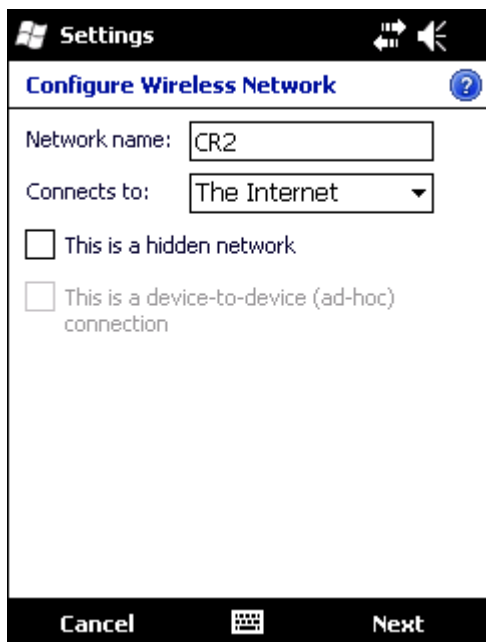 Settings
Configure Wireless Network
Network name: CR2
Connects to: The Internet
This is a hidden network
This is a device-to-device (ad-hoc)
connection
Cancel Next